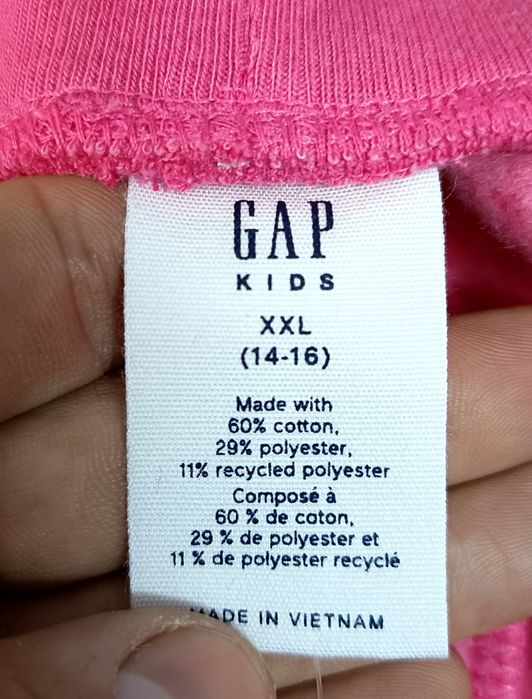 GAP
KIDS
XXL
(14-16)
Made with
60% cotton,
29% polyester,
11% recycled polyester
Composé à
60 % de coton,
29 % de polyester et
11 % de polyester recyclé
MADE IN VIETNAM